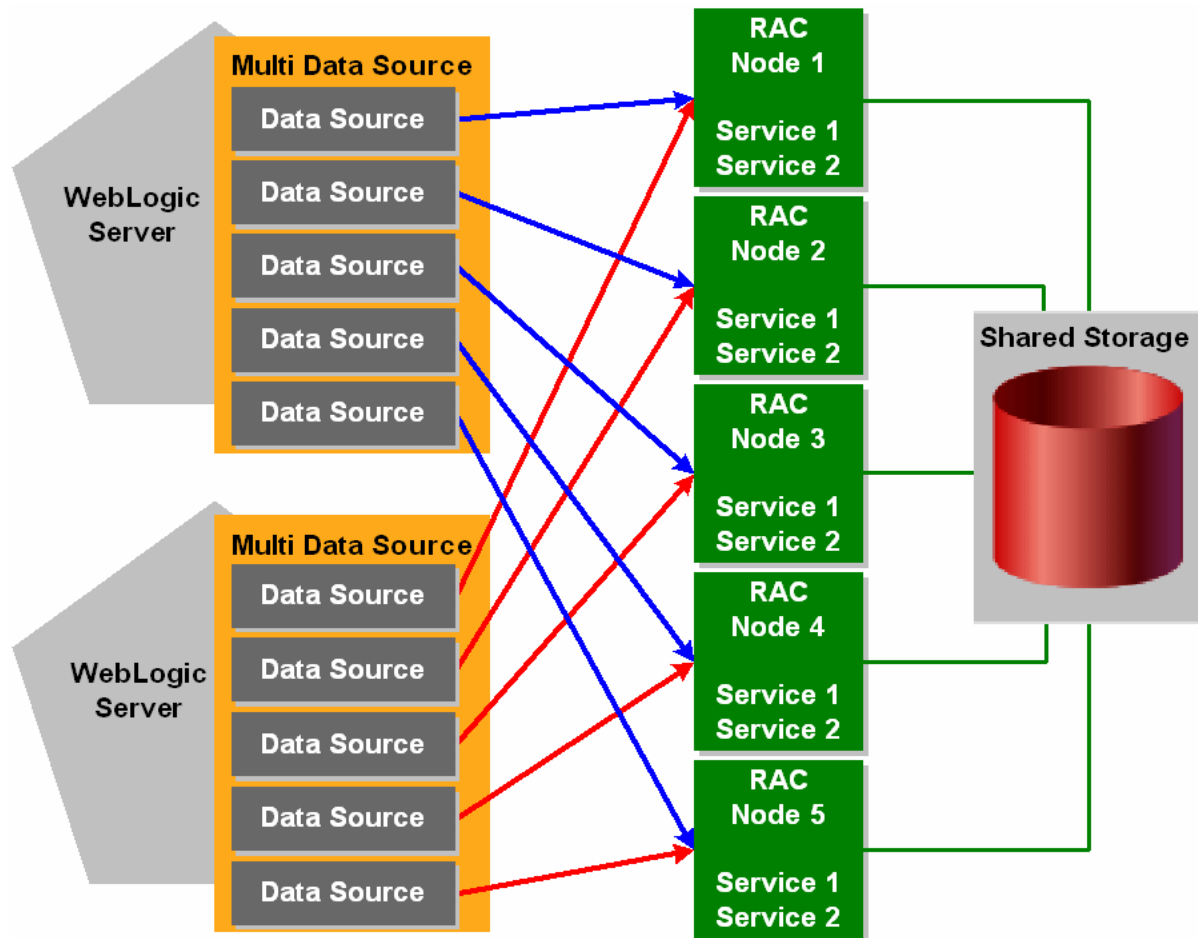 WebLogic
Server
Multi Data Source
Data Source
Data Source
Data Source
Data Source
Data Source
WebLogic
Server
Multi Data Source
Data Source
Data Source
Data Source
Data Source
Data Source
RAC
Node 1
Service 1
Service 2
RAC
Node 2
Service 1
Service 2
RAC
Node 3
Service 1
Service 2
RAC
Node 4
Service 1
Service 2
RAC
Node 5
Service 1
Service 2
Shared Storage